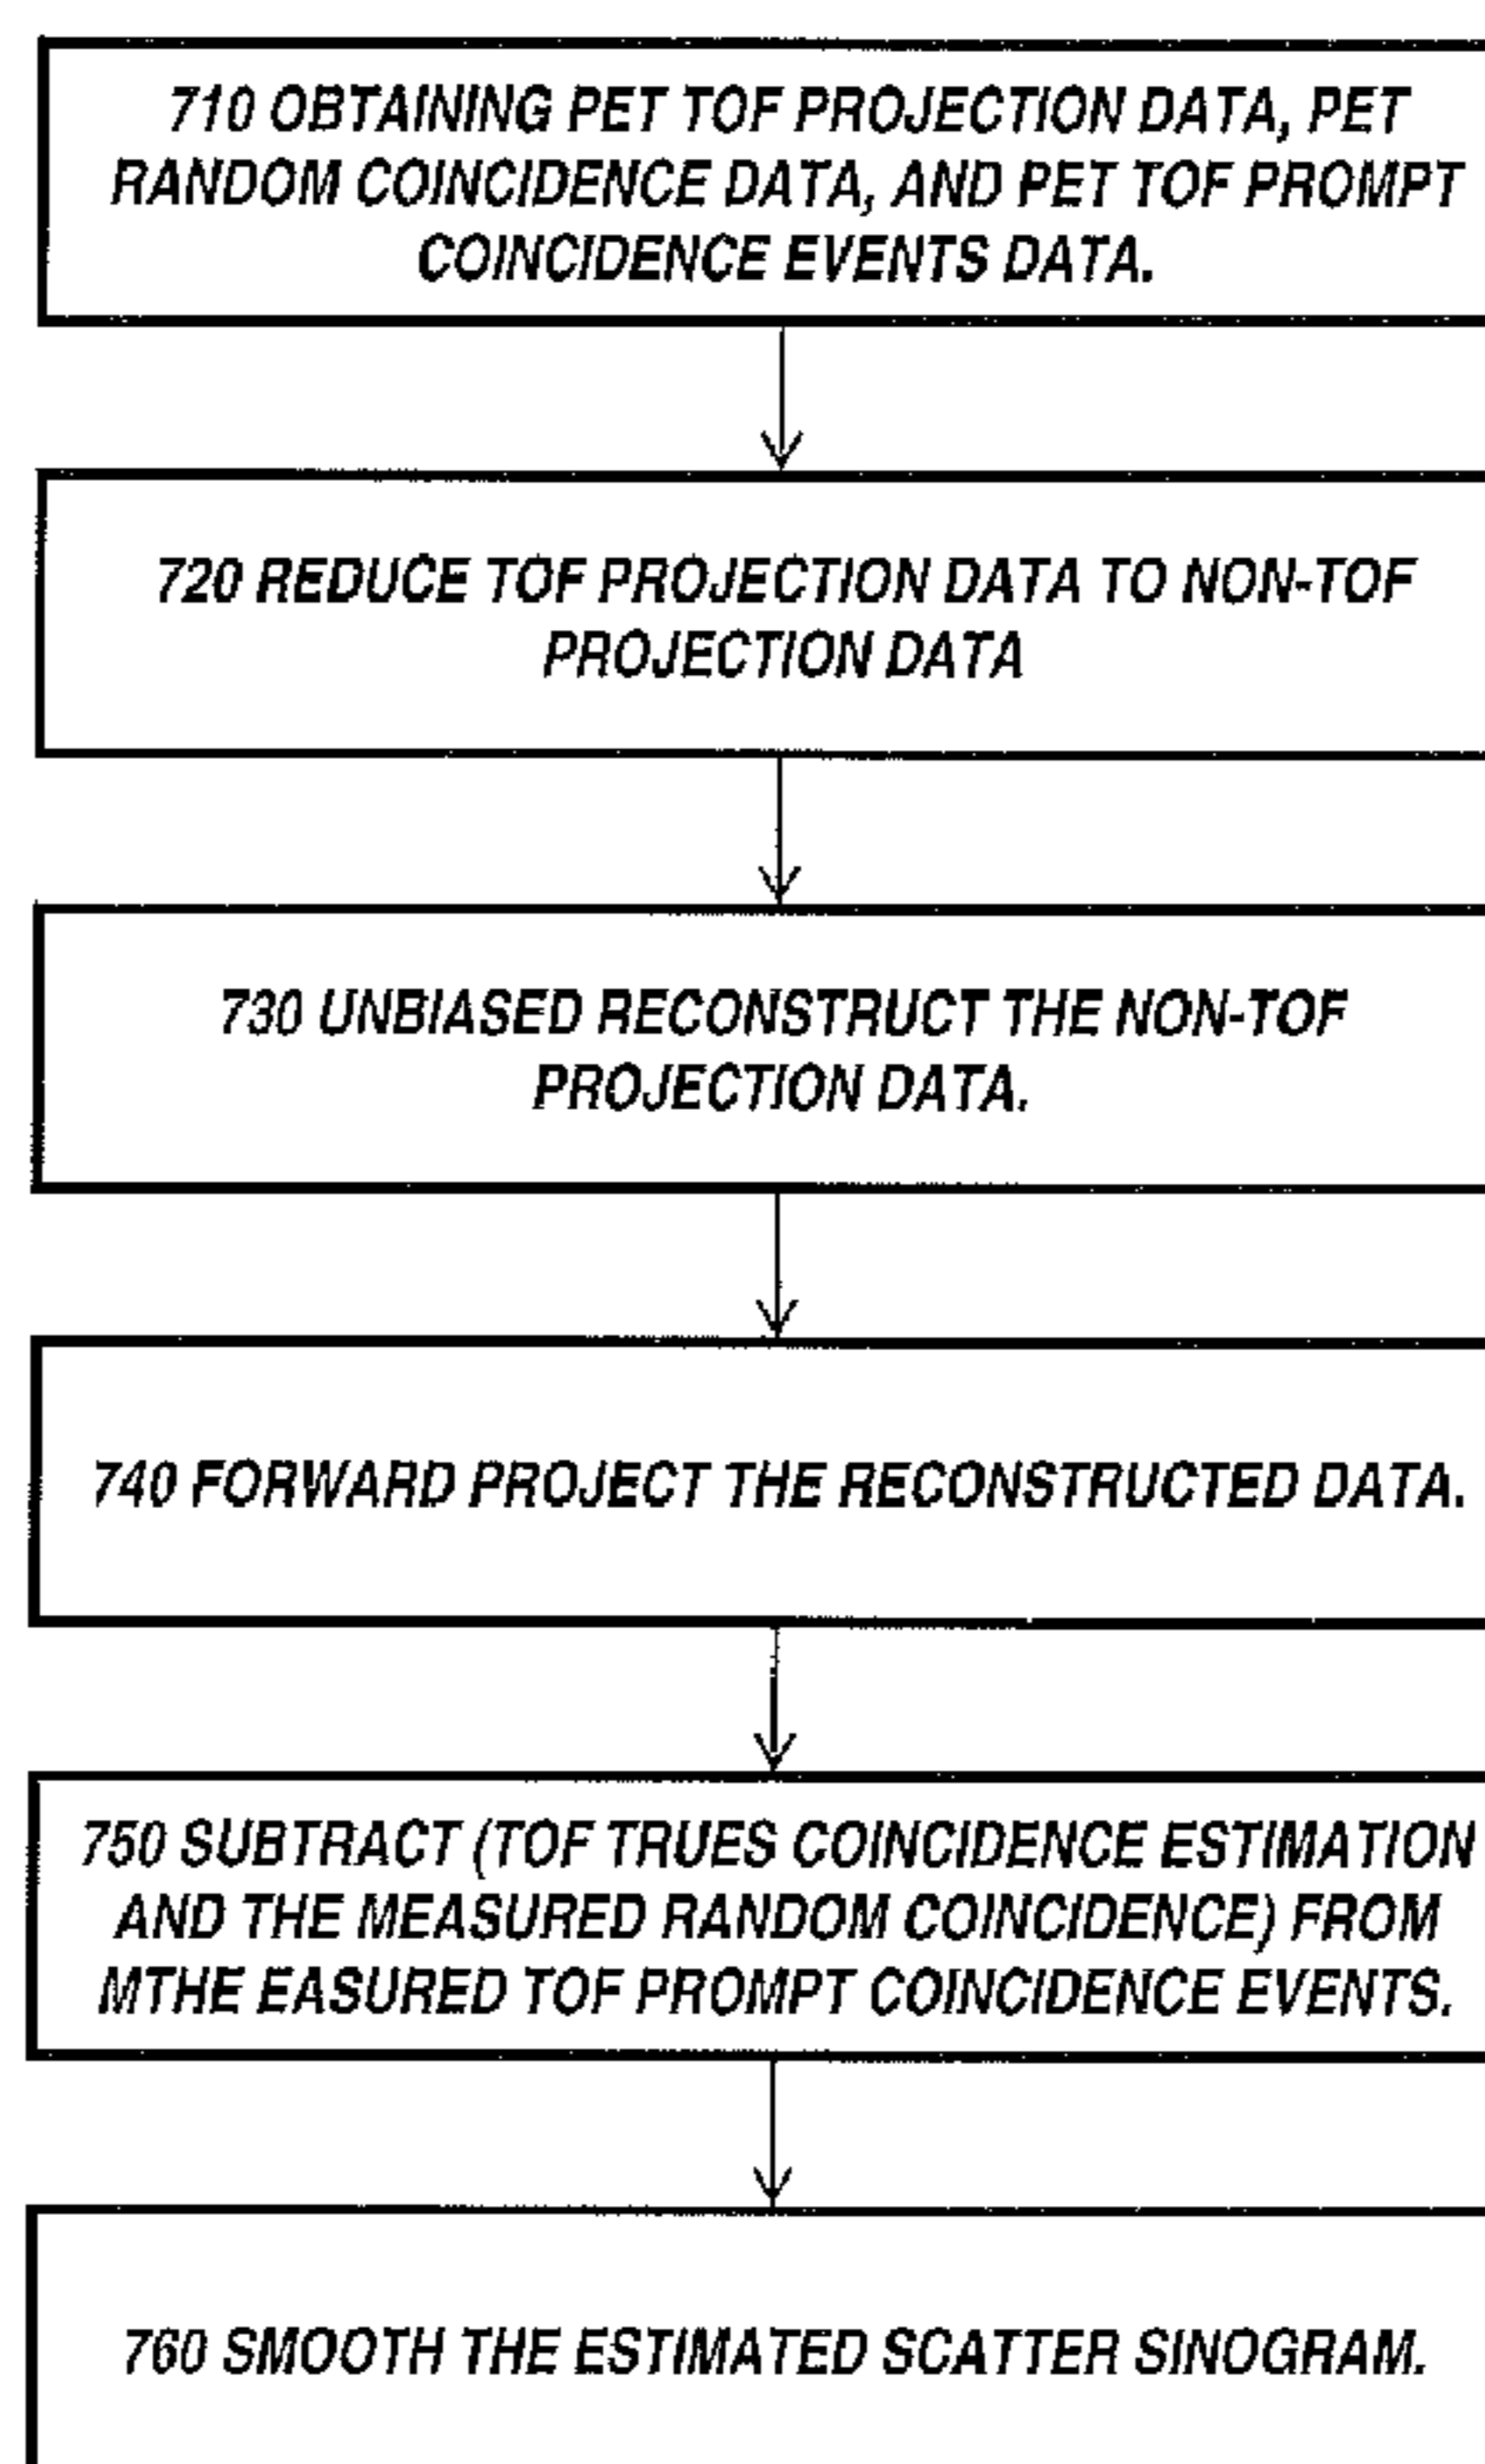 710 OBTAINING PET TOF PROJECTION DATA, PET
RANDOM COINCIDENCE DATA, AND PET TOF PROMPT
COINCIDENCE EVENTS DATA.
720 REDUCE TOF PROJECTION DATA TO NON-TOF
PROJECTION DATA
730 UNBIASED RECONSTRUCT THE NON-TOF
PROJECTION DATA.
740 FORWARD PROJECT THE RECONSTRUCTED DATA.
750 SUBTRACT (TOF TRUES COINCIDENCE ESTIMATION
AND THE MEASURED RANDOM COINCIDENCE) FROM
MTHE EASURED TOF PROMPT COINCIDENCE EVENTS.
760 SMOOTH THE ESTIMATED SCATTER SINOGRAM.